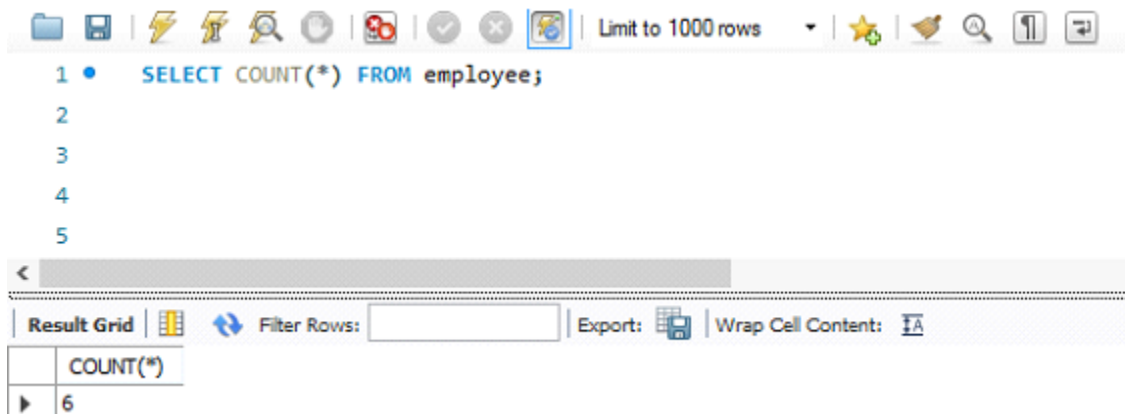 Limit to 1000 rows
1 SELECT COUNT(*) FROM employee;
2
3
4
5
Result Grid Filter Rows: Export: Wrap Cell Content: IA
COUNT(*)
6